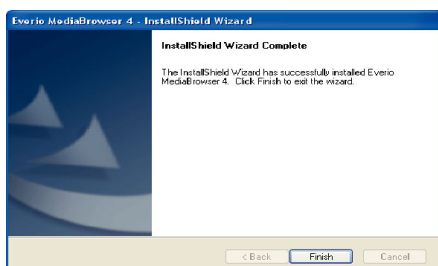 Everio MediaBrowser 4 - InstallShield Wizard
InstallShield Wizard Complete
The InstallShield Wizard has successfully installed Everio
MediaBrowser 4. Click Finish to exit the wizard.
< Back
Finish
Cancel